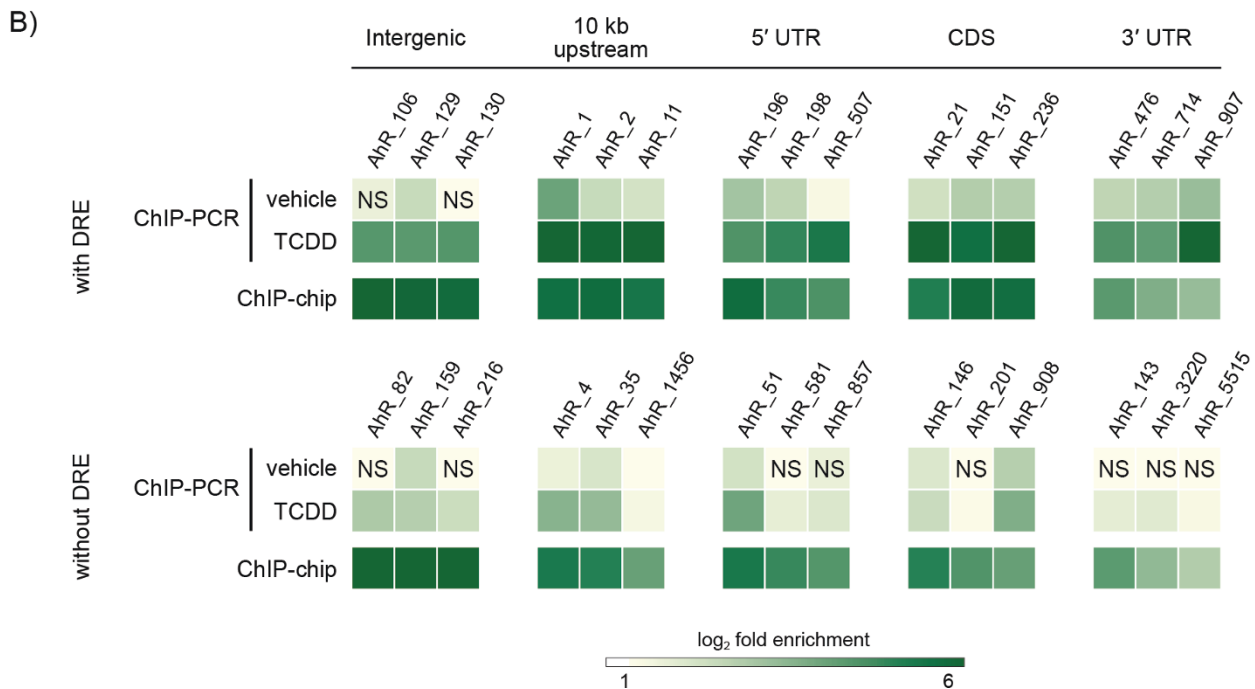 B)
Intergenic 10 kb upstream 5′ UTR CDS 3′ UTR
AhR_106 AhR_129 AhR_130 AhR_1 AhR_2 AhR_11 AhR_196 AhR_198 AhR_507 AhR_21 AhR_151 AhR_236 AhR_476 AhR_714 AhR_907
with DRE
ChIP-PCR
vehicle NS NS
TCDD
ChIP-chip
AhR_82 AhR_159 AhR_216 AhR_4 AhR_35 AhR_1456 AhR_51 AhR_581 AhR_857 AhR_146 AhR_201 AhR_908 AhR_143 AhR_3220 AhR_5515
without DRE
ChIP-PCR
vehicle NS NS NS NS NS NS NS NS
TCDD
ChIP-chip
log₂ fold enrichment
1 6